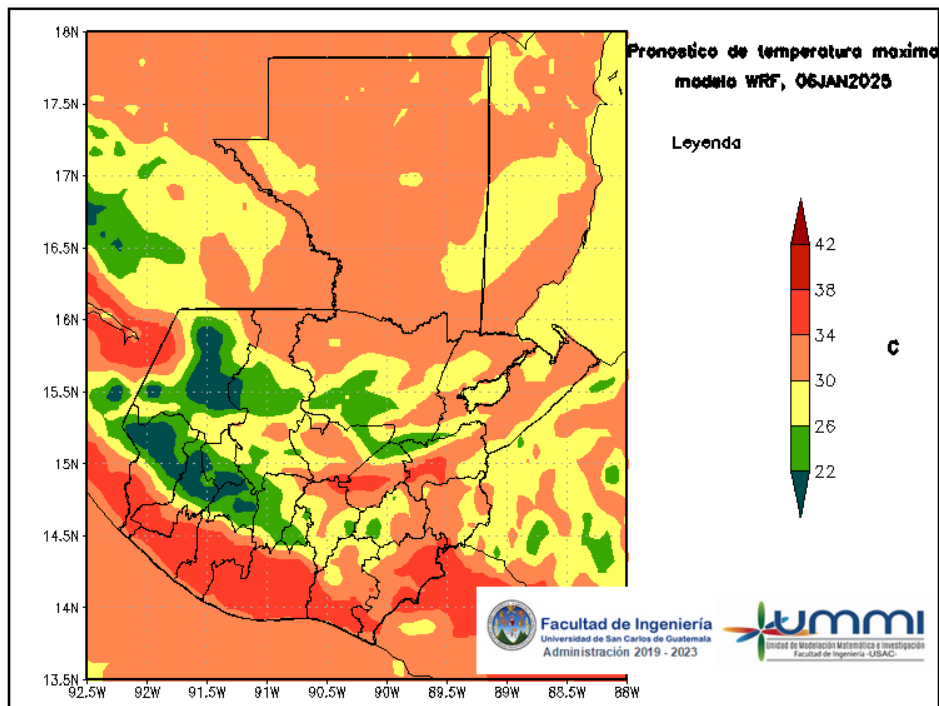 Pronostico de temperatura maxima
modelo WRF, 06JAN2025
Leyenda
42
38
34
30
26
22
C
18N
17.5N
17N
16.5N
16N
15.5N
15N
14.5N
14N
13.5N
92.5W 92W 91.5W 91W 90.5W 90W 89.5W 89W 88.5W 88W
Facultad de Ingeniería
Universidad de San Carlos de Guatemala
Administración 2019 - 2023
ummi
Unidad de Modelación Matemática e Investigación
Facultad de Ingeniería -USAC-